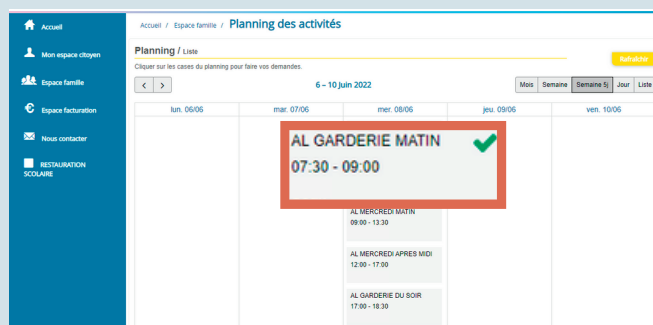 Accueil
Mon espace citoyen
Espace famille
Espace facturation
Nous contacter
RESTAURATION
SCOLAIRE
Accueil / Espace famille / Planning des activités
Planning / Liste
Cliquer sur les cases du planning pour faire vos demandes.
Rafraîchir
6 – 10 juin 2022
Mois Semaine Semaine 5j Jour Liste
lun. 06/06 mar. 07/06 mer. 08/06 jeu. 09/06 ven. 10/06
AL GARDERIE MATIN
07:30 - 09:00
AL MERCREDI MATIN
09:00 - 13:30
AL MERCREDI APRES MIDI
12:00 - 17:00
AL GARDERIE DU SOIR
17:00 - 18:30